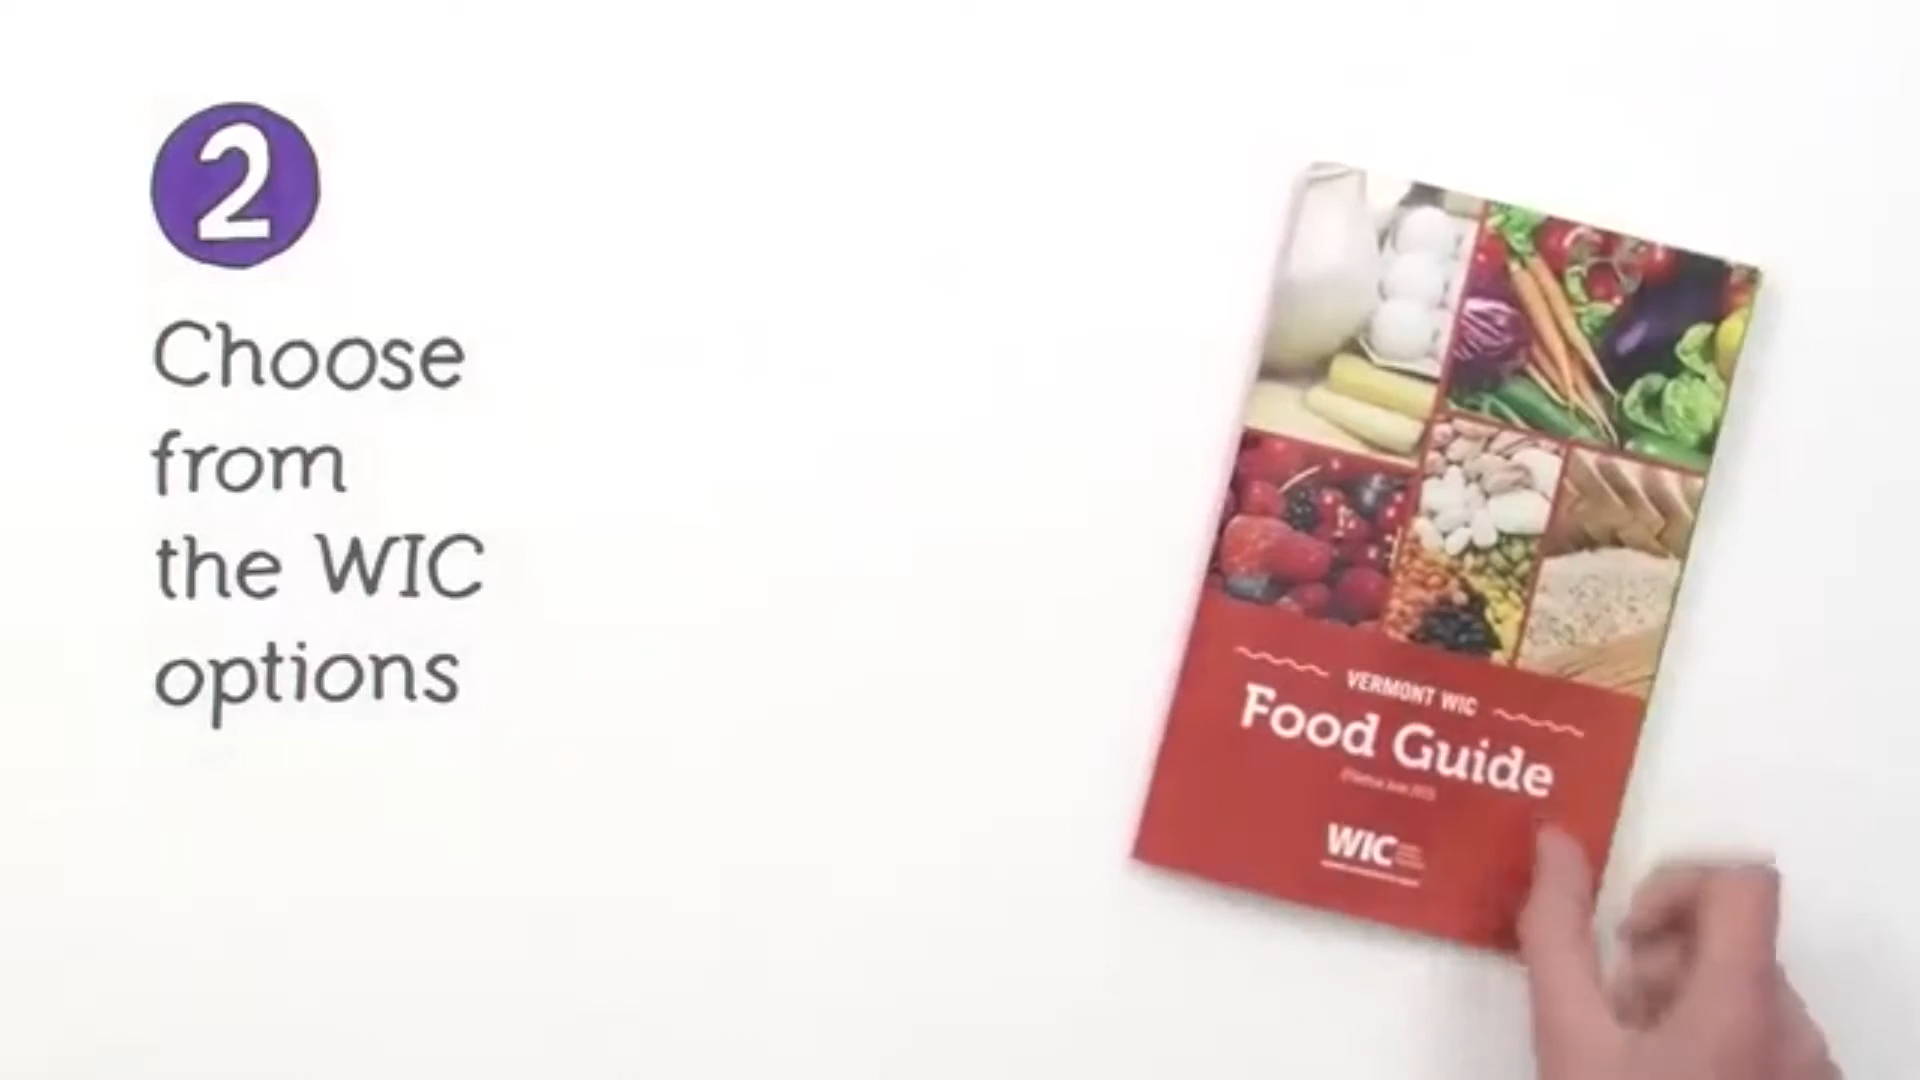 2
Choose
from
the WIC
options
VERMONT WIC
Food Guide
WIC